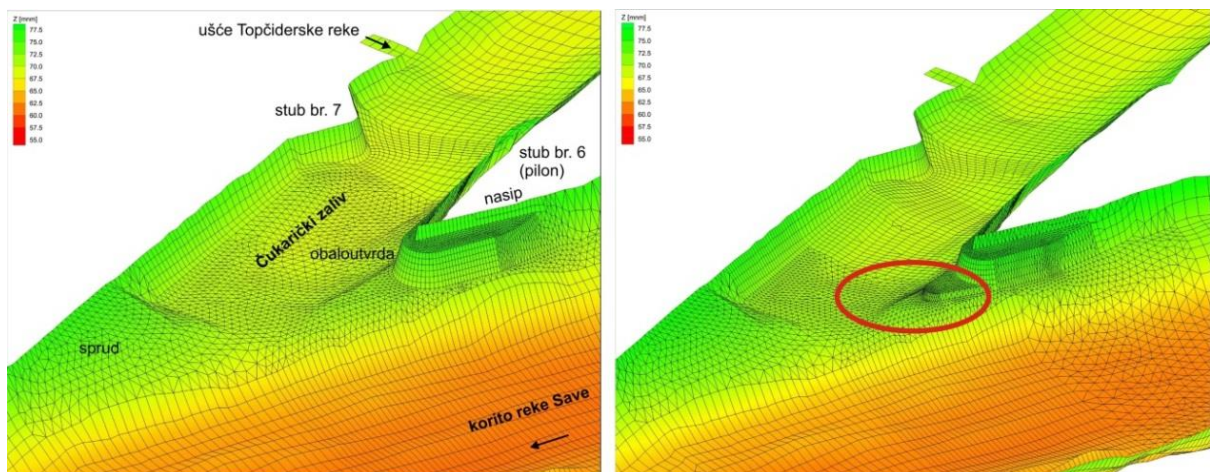 Z [mnm]
77.5
75.0
72.5
70.0
67.5
65.0
62.5
60.0
57.5
55.0
ušće Topčiderske reke
stub br. 7
stub br. 6
(pilon)
nasip
Čukarički zaliv
obaloutvrda
sprud
korito reke Save
Z [mnm]
77.5
75.0
72.5
70.0
67.5
65.0
62.5
60.0
57.5
55.0